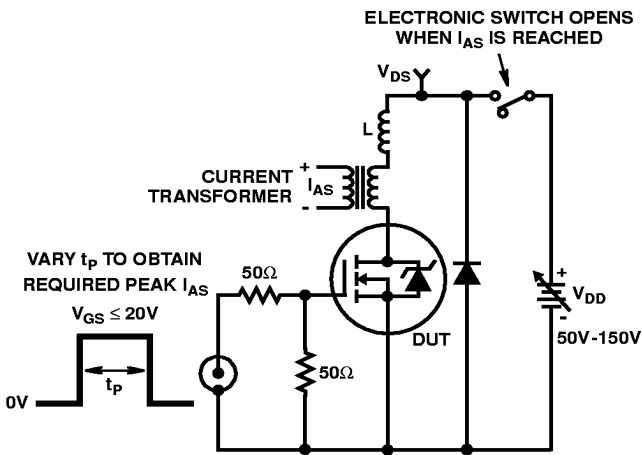 ELECTRONIC SWITCH OPENS
WHEN IAS IS REACHED
VDS
L
CURRENT
TRANSFORMER
+
IAS
-
VARY tP TO OBTAIN
REQUIRED PEAK IAS
50Ω
VGS ≤ 20V
DUT
+
VDD
-
50V-150V
50Ω
tP
0V